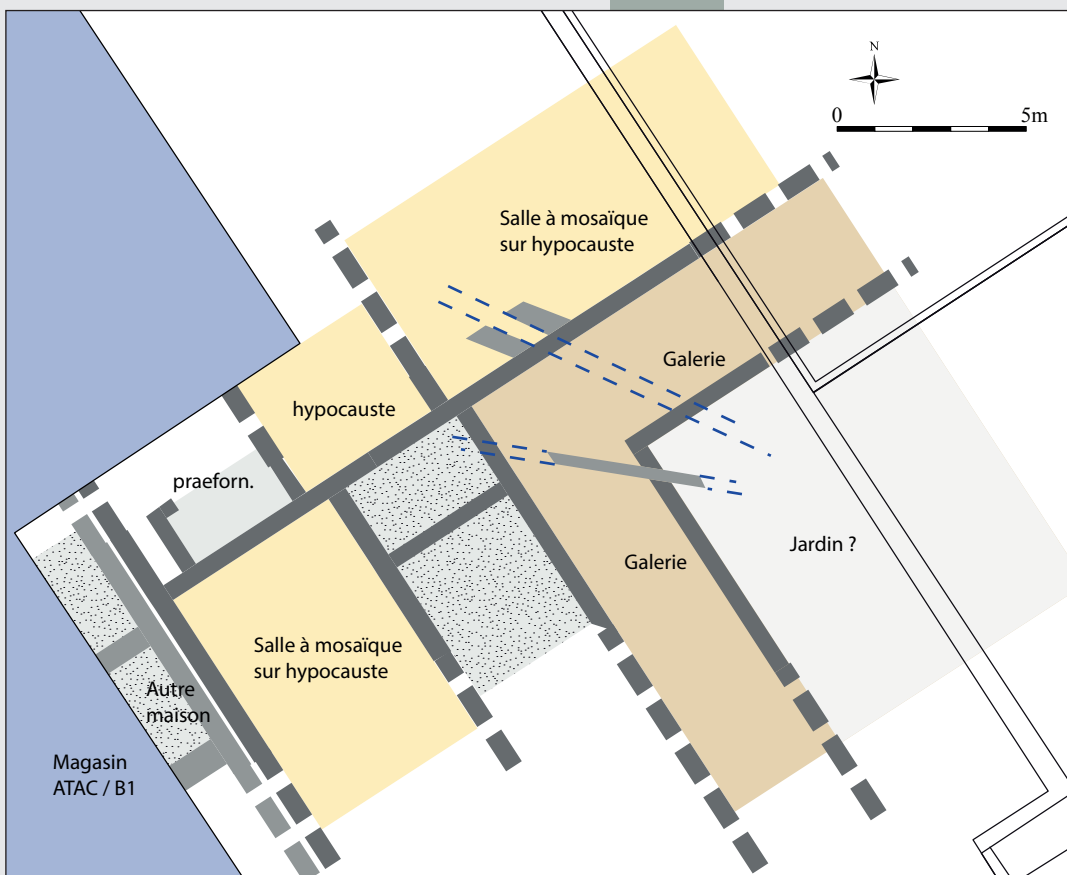 N
0 5m
Salle à mosaïque
sur hypocauste
Galerie
hypocauste
praeforn.
Jardin ?
Galerie
Salle à mosaïque
sur hypocauste
Autre
maison
Magasin
ATAC / B1